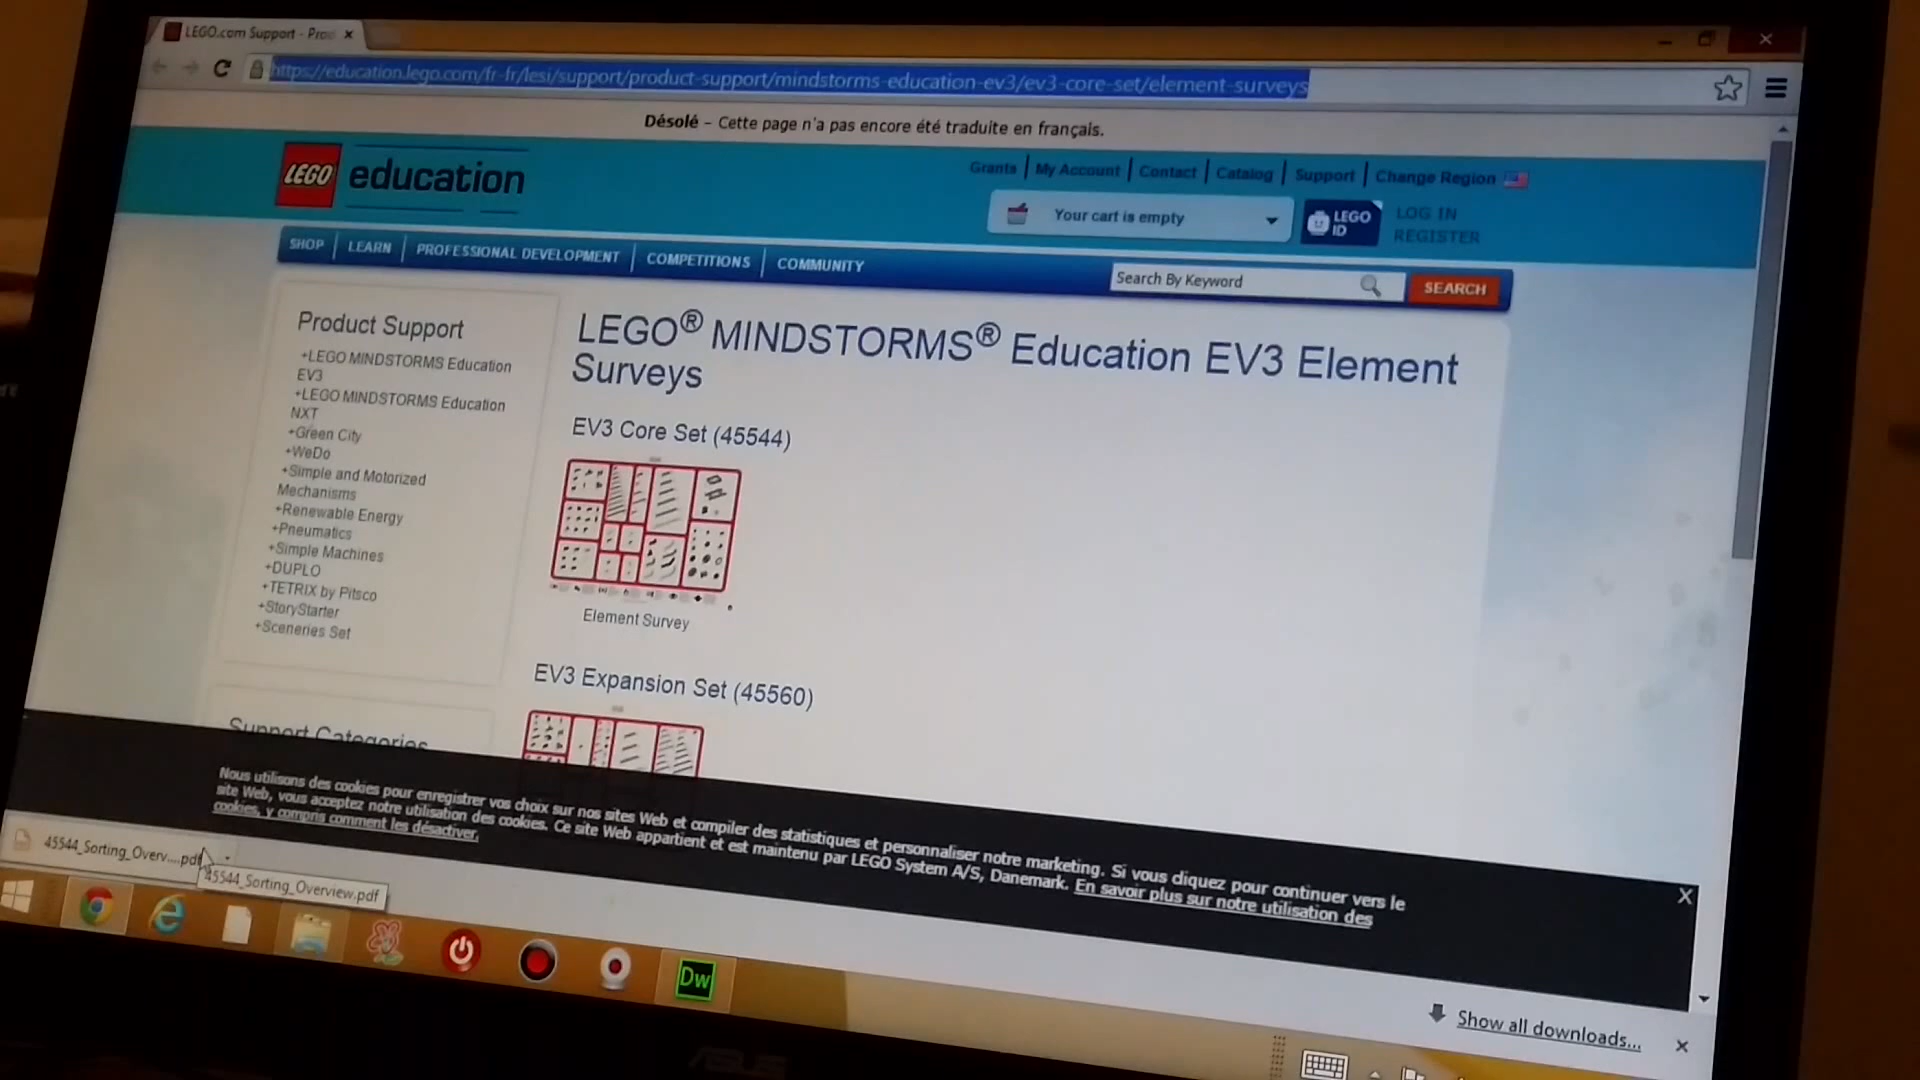 LEGO.com Support - Prod
https://education.lego.com/fr-fr/lesi/support/product-support/mindstorms-education-ev3/ev3-core-set/element-surveys
Désolé – Cette page n'a pas encore été traduite en français.
LEGO education
Grants | My Account | Contact | Catalog | Support | Change Region
Your cart is empty
LEGO ID
LOG IN
REGISTER
SHOP | LEARN | PROFESSIONAL DEVELOPMENT | COMPETITIONS | COMMUNITY
Search By Keyword
SEARCH
Product Support
+LEGO MINDSTORMS Education
EV3
+LEGO MINDSTORMS Education
NXT
+Green City
+WeDo
+Simple and Motorized
Mechanisms
+Renewable Energy
+Pneumatics
+Simple Machines
+DUPLO
+TETRIX by Pitsco
+StoryStarter
+Sceneries Set
Support Categories
LEGO® MINDSTORMS® Education EV3 Element
Surveys
EV3 Core Set (45544)
Element Survey
EV3 Expansion Set (45560)
Nous utilisons des cookies pour enregistrer vos choix sur nos sites Web et compiler des statistiques et personnaliser notre marketing. Si vous cliquez pour continuer vers le
site Web, vous acceptez notre utilisation des cookies. Ce site Web appartient et est maintenu par LEGO System A/S, Danemark. En savoir plus sur notre utilisation des
cookies, y compris comment les désactiver.
45544_Sorting_Overv....pdf
45544_Sorting_Overview.pdf
Show all downloads...
Dw
ASUS